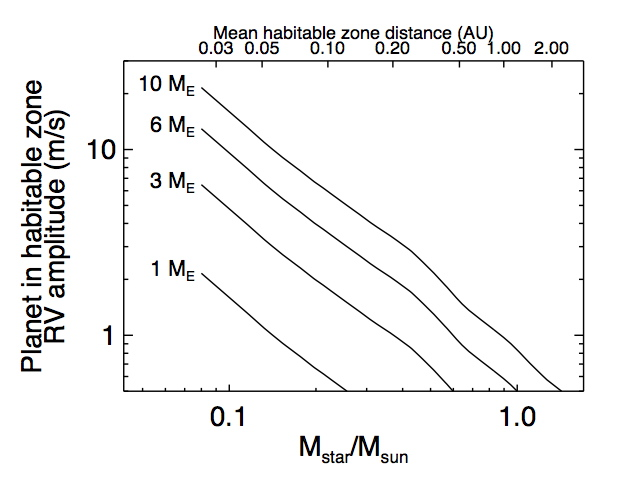 Mean habitable zone distance (AU)
0.03 0.05 0.10 0.20 0.50 1.00 2.00
Planet in habitable zone
RV amplitude (m/s)
10 M_E
6 M_E
3 M_E
1 M_E
10
1
0.1 1.0
M_star/M_sun